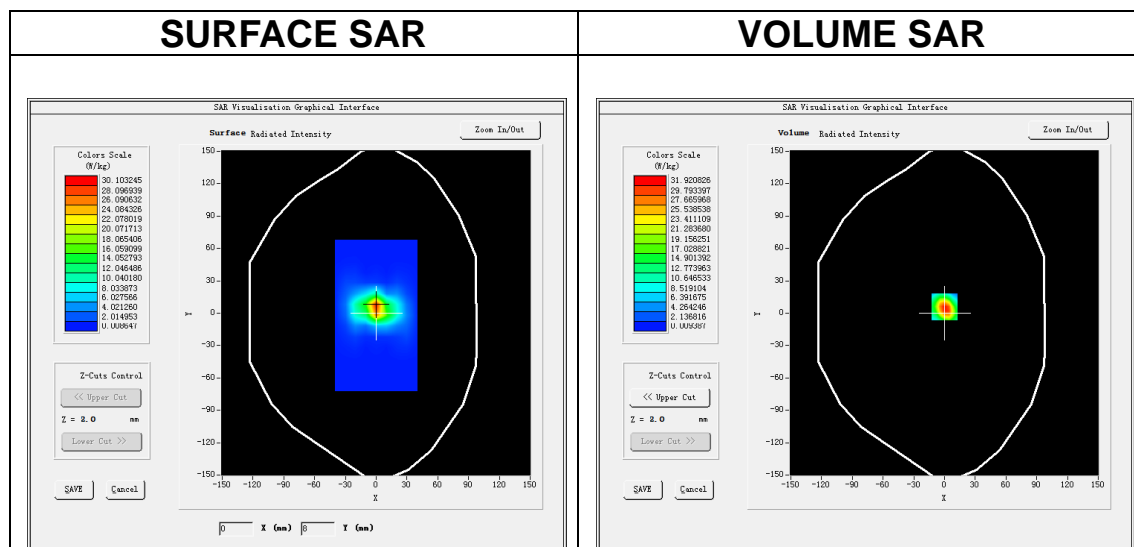 SURFACE SAR
VOLUME SAR
SAR Visualisation Graphical Interface
Surface Radiated Intensity
Zoom In/Out
Colors Scale
(W/kg)
30.103245
28.096939
26.090632
24.084326
22.078019
20.071713
18.065406
16.059099
14.052793
12.046486
10.040180
8.033873
6.027566
4.021260
2.014953
0.008647
Z-Cuts Control
<< Upper Cut
Z = 2.0 mm
Lower Cut >>
SAVE
Cancel
150
120
90
60
30
0
-30
-60
-90
-120
-150
Y
-150 -120 -90 -60 -30 0 30 60 90 120 150
X
0 X (mm) 8 Y (mm)
SAR Visualisation Graphical Interface
Volume Radiated Intensity
Zoom In/Out
Colors Scale
(W/kg)
31.920826
29.793397
27.665968
25.538538
23.411109
21.283680
19.156251
17.028821
14.901392
12.773963
10.646533
8.519104
6.391675
4.264246
2.136816
0.009387
Z-Cuts Control
<< Upper Cut
Z = 2.0 mm
Lower Cut >>
SAVE
Cancel
150
120
90
60
30
0
-30
-60
-90
-120
-150
Y
-150 -120 -90 -60 -30 0 30 60 90 120 150
X